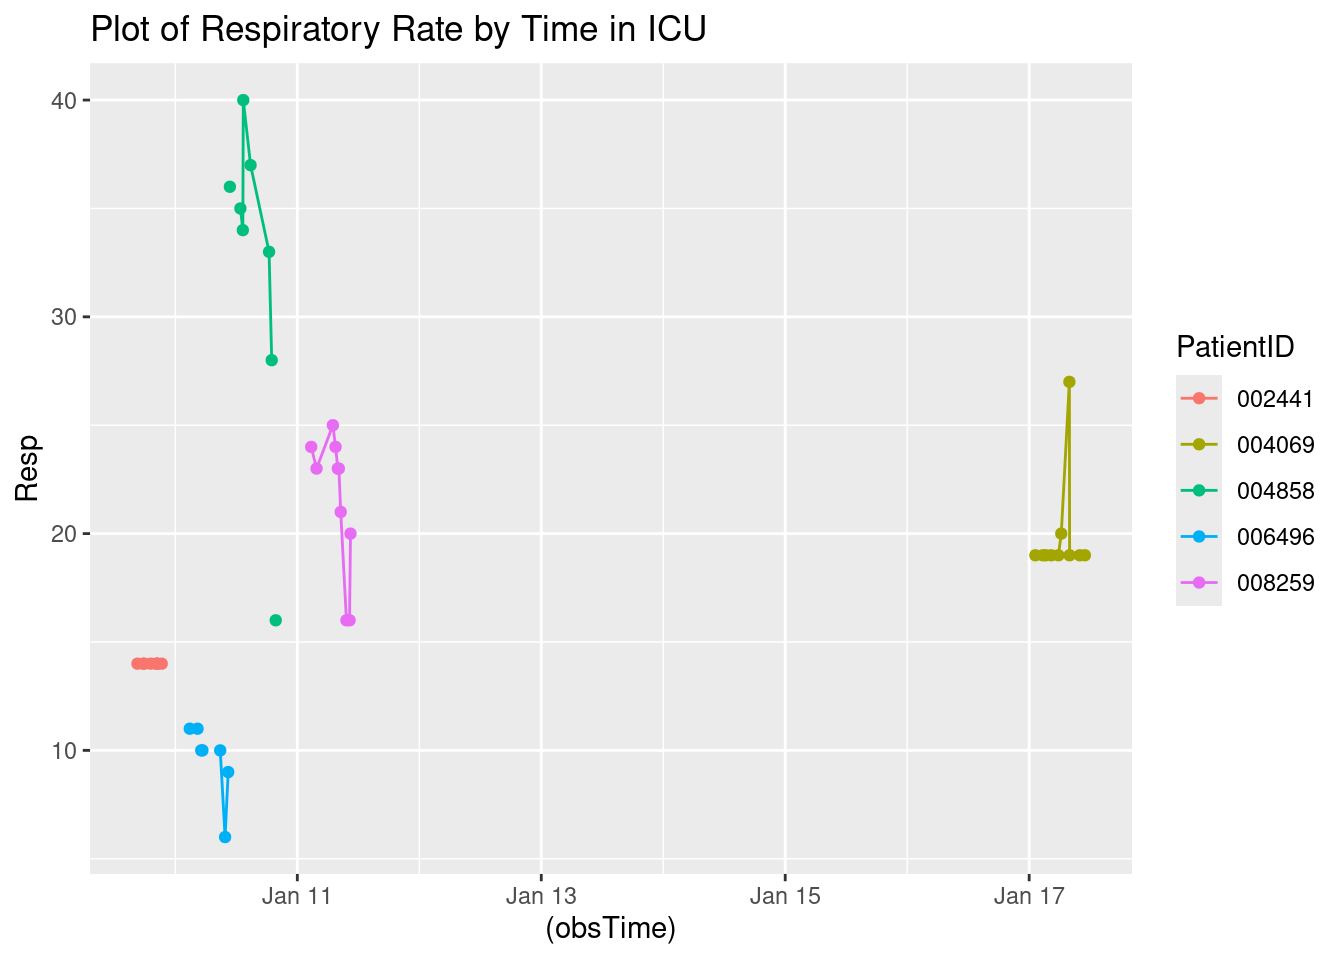 Plot of Respiratory Rate by Time in ICU
40
30
20
10
Resp
Jan 11
Jan 13
Jan 15
Jan 17
(obsTime)
PatientID
002441
004069
004858
006496
008259